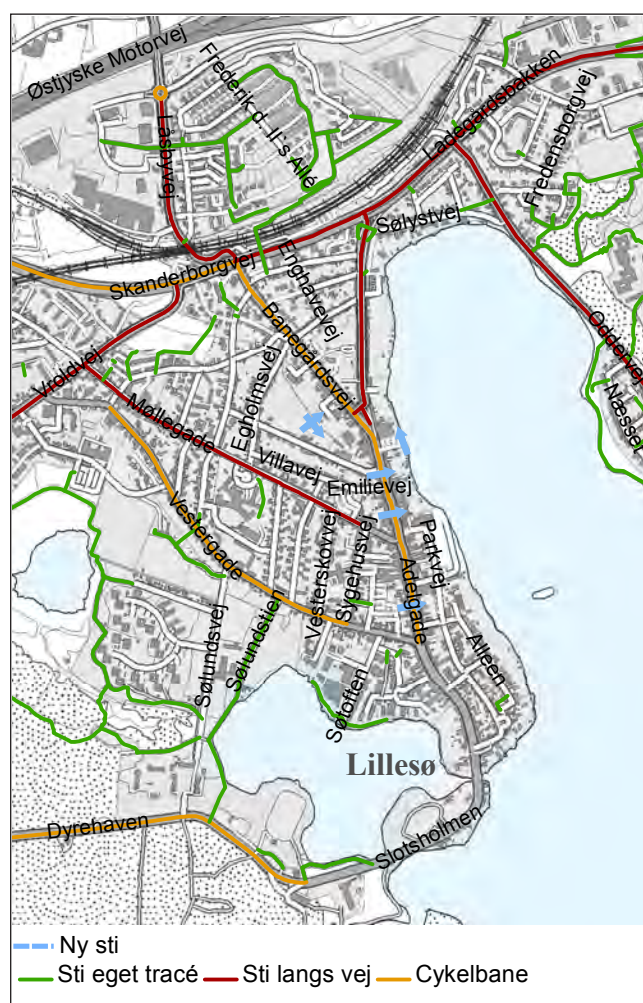 Østjyske Motorvej
Frederik d. II's Allé
Låsbyvej
Ladegårdsbakken
Fredensborgvej
Sølystvej
Skanderborgvej
Enghavevej
Banegårdsvej
Oddervej
Næsset
Vroldvej
Møllegade
Egholmsvej
Villavej
Emilievej
Vestergade
Vesterskovvej
Sygehusvej
Parkvej
Adelgade
Sølundsvej
Sølundstien
Søtoften
Alleen
Lillesø
Dyrehaven
Slotsholmen
Ny sti
Sti eget tracé Sti langs vej Cykelbane